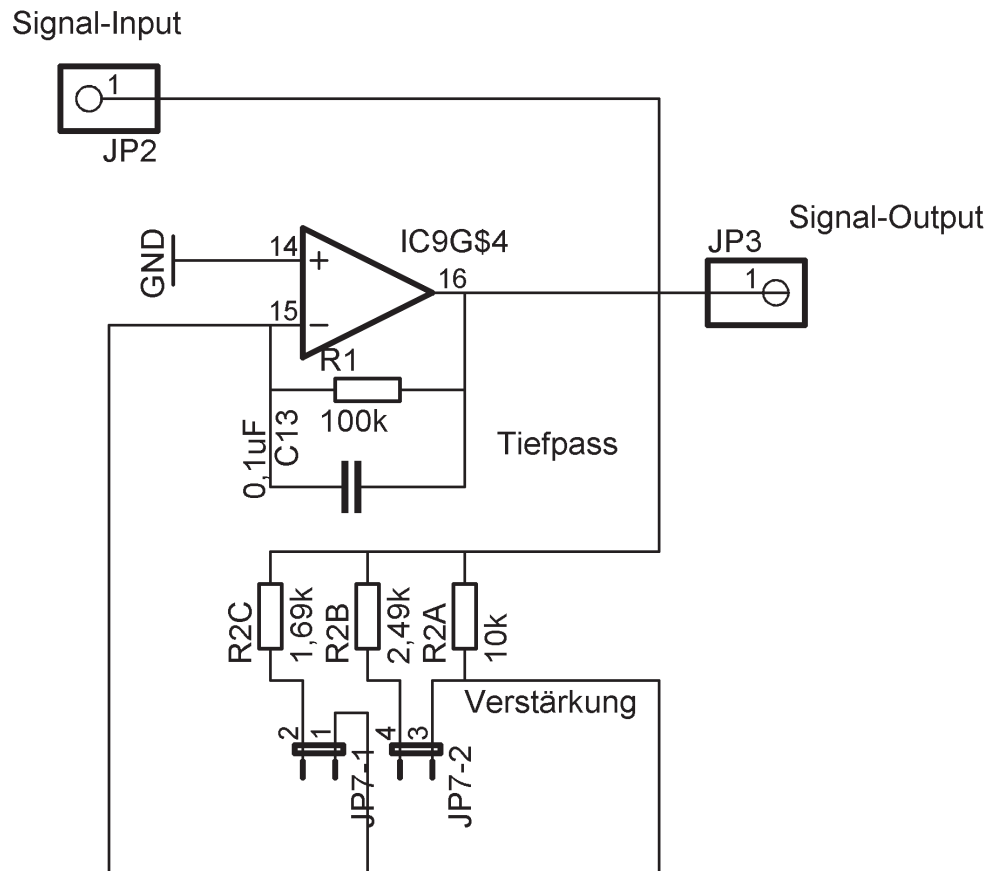 Signal-Input
1
JP2
Signal-Output
JP3
1
IC9G$4
GND
14
+
16
15
−
R1
100k
0,1uF
C13
Tiefpass
R2C
1,69k
R2B
2,49k
R2A
10k
Verstärkung
2
1
4
3
JP7-1
JP7-2